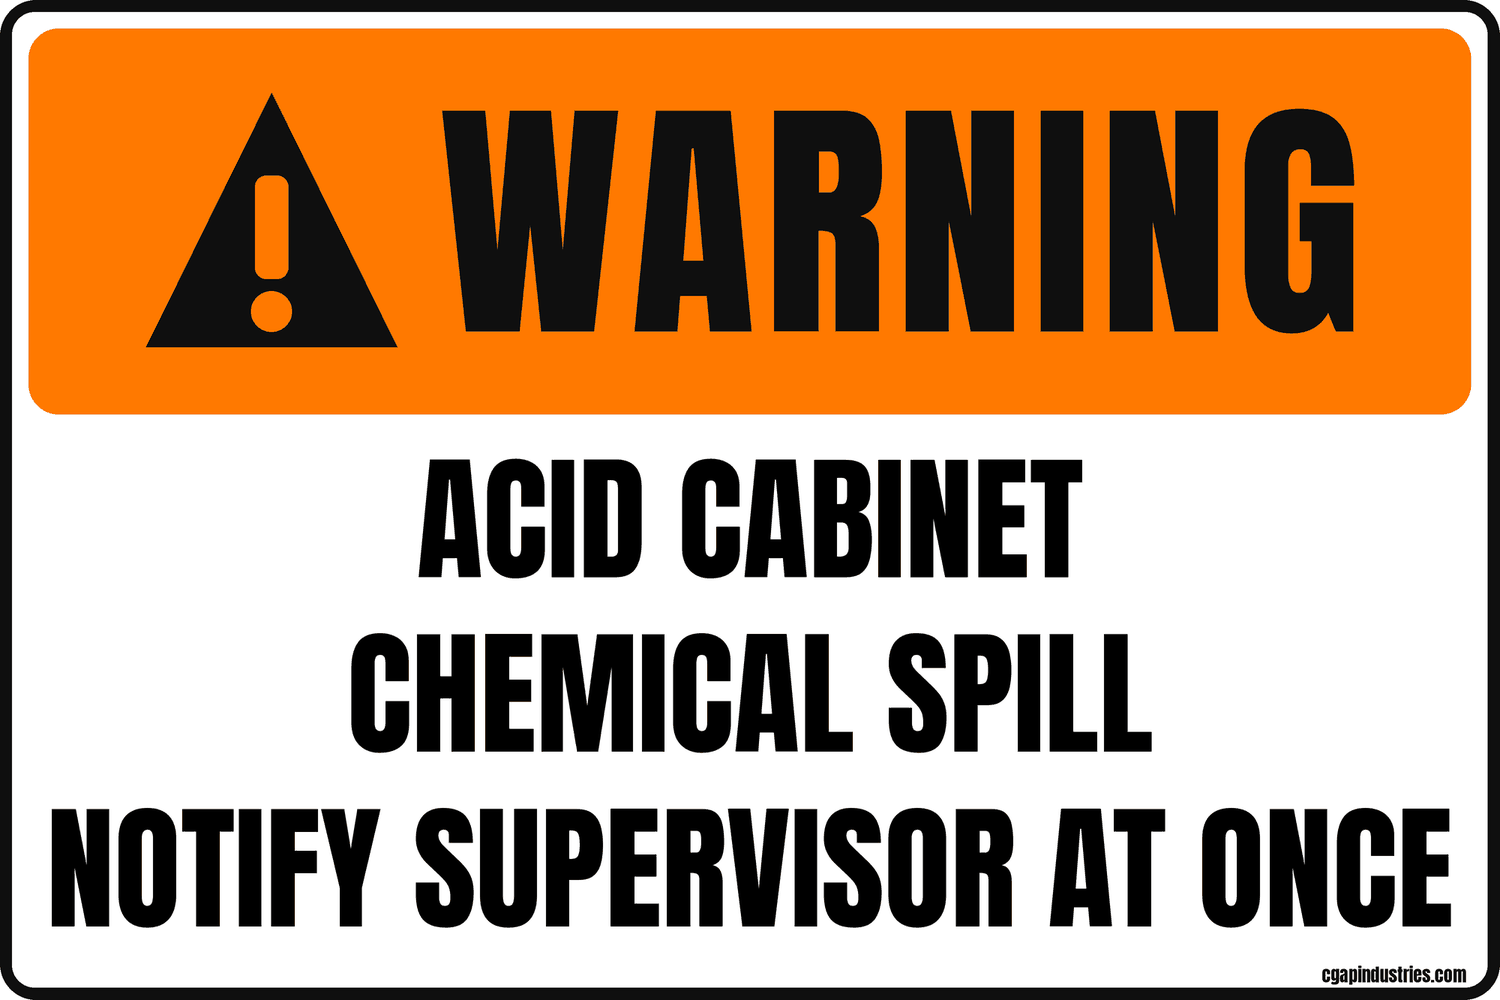 WARNING
ACID CABINET
CHEMICAL SPILL
NOTIFY SUPERVISOR AT ONCE
cgapindustries.com